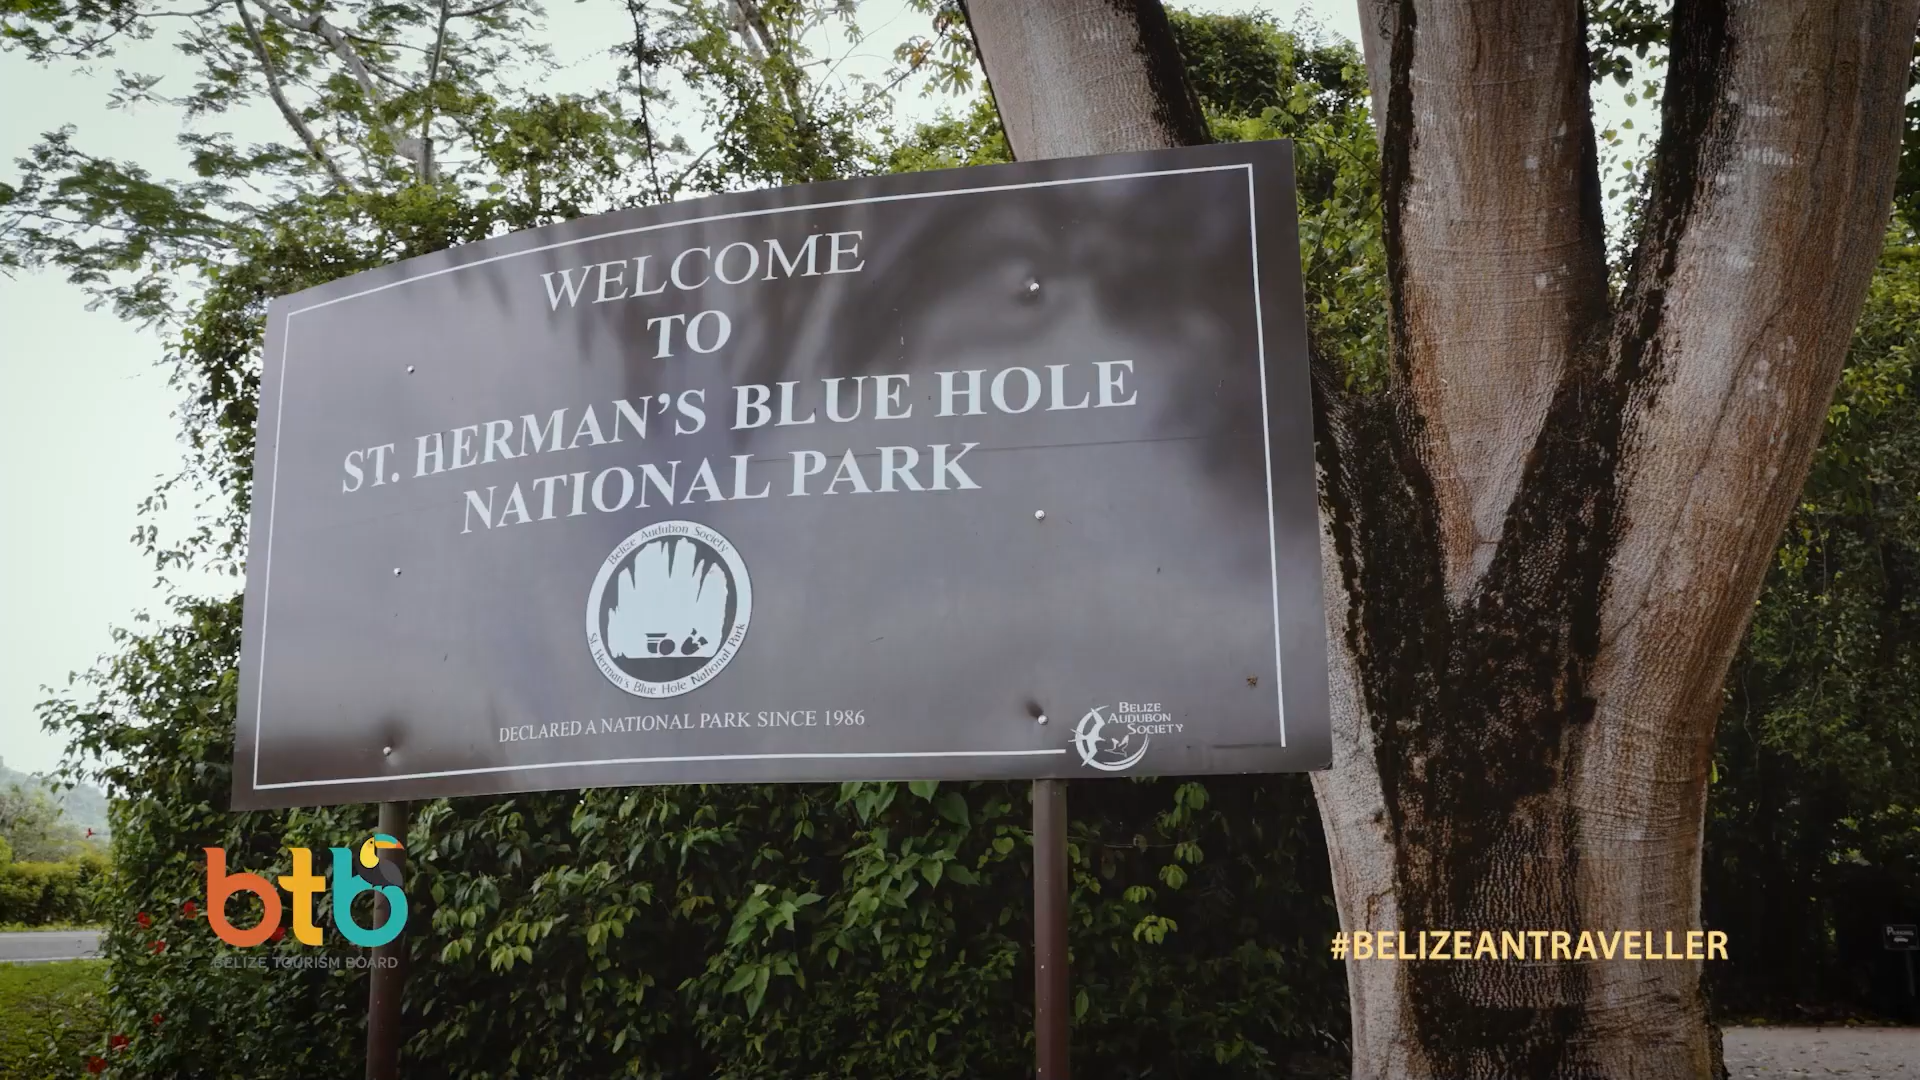 WELCOME
TO
ST. HERMAN'S BLUE HOLE
NATIONAL PARK
Belize Audubon Society
St. Herman's Blue Hole National Park
DECLARED A NATIONAL PARK SINCE 1986
BELIZE
AUDUBON
SOCIETY
btb
BELIZE TOURISM BOARD
#BELIZEANTRAVELLER